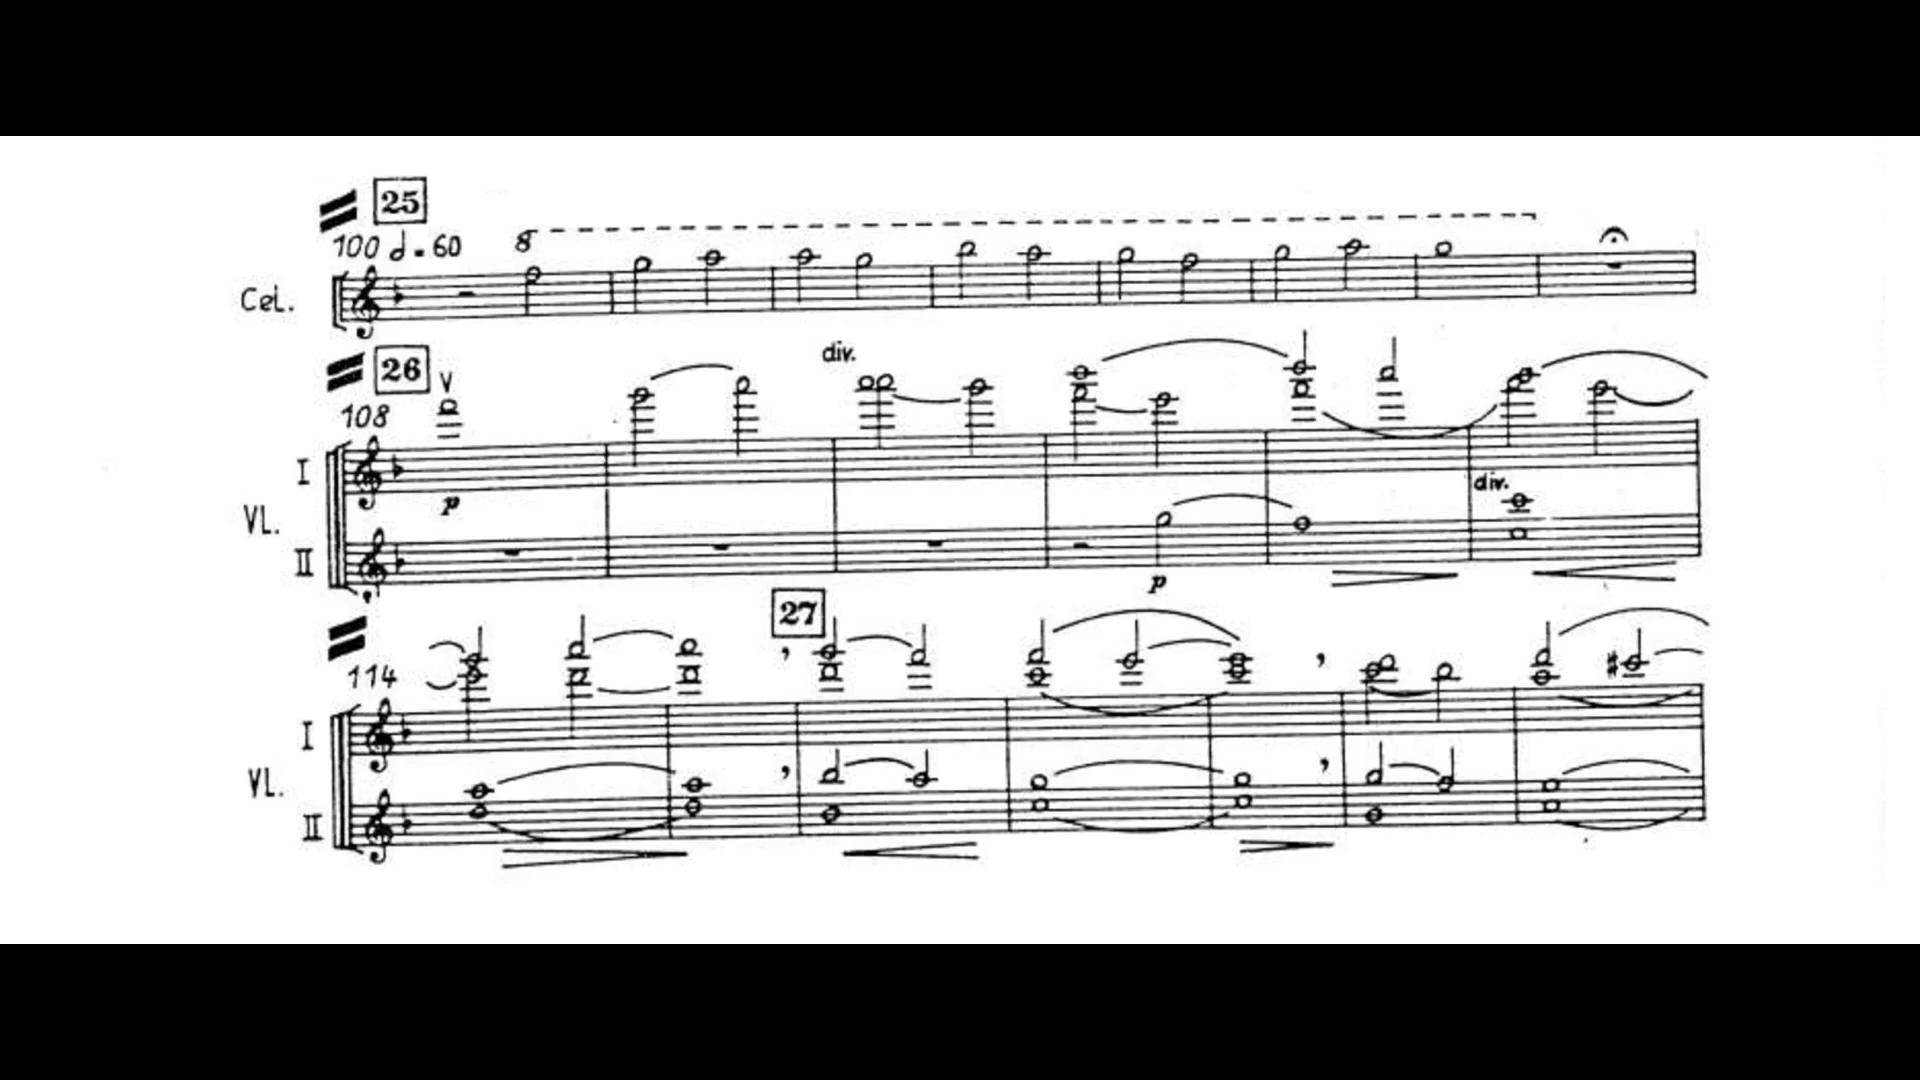 25
100 𝅗𝅥 = 60 8
Cel.
26
V
div.
108
I
p
div.
VL.
II
p
27
114
I
VL.
II